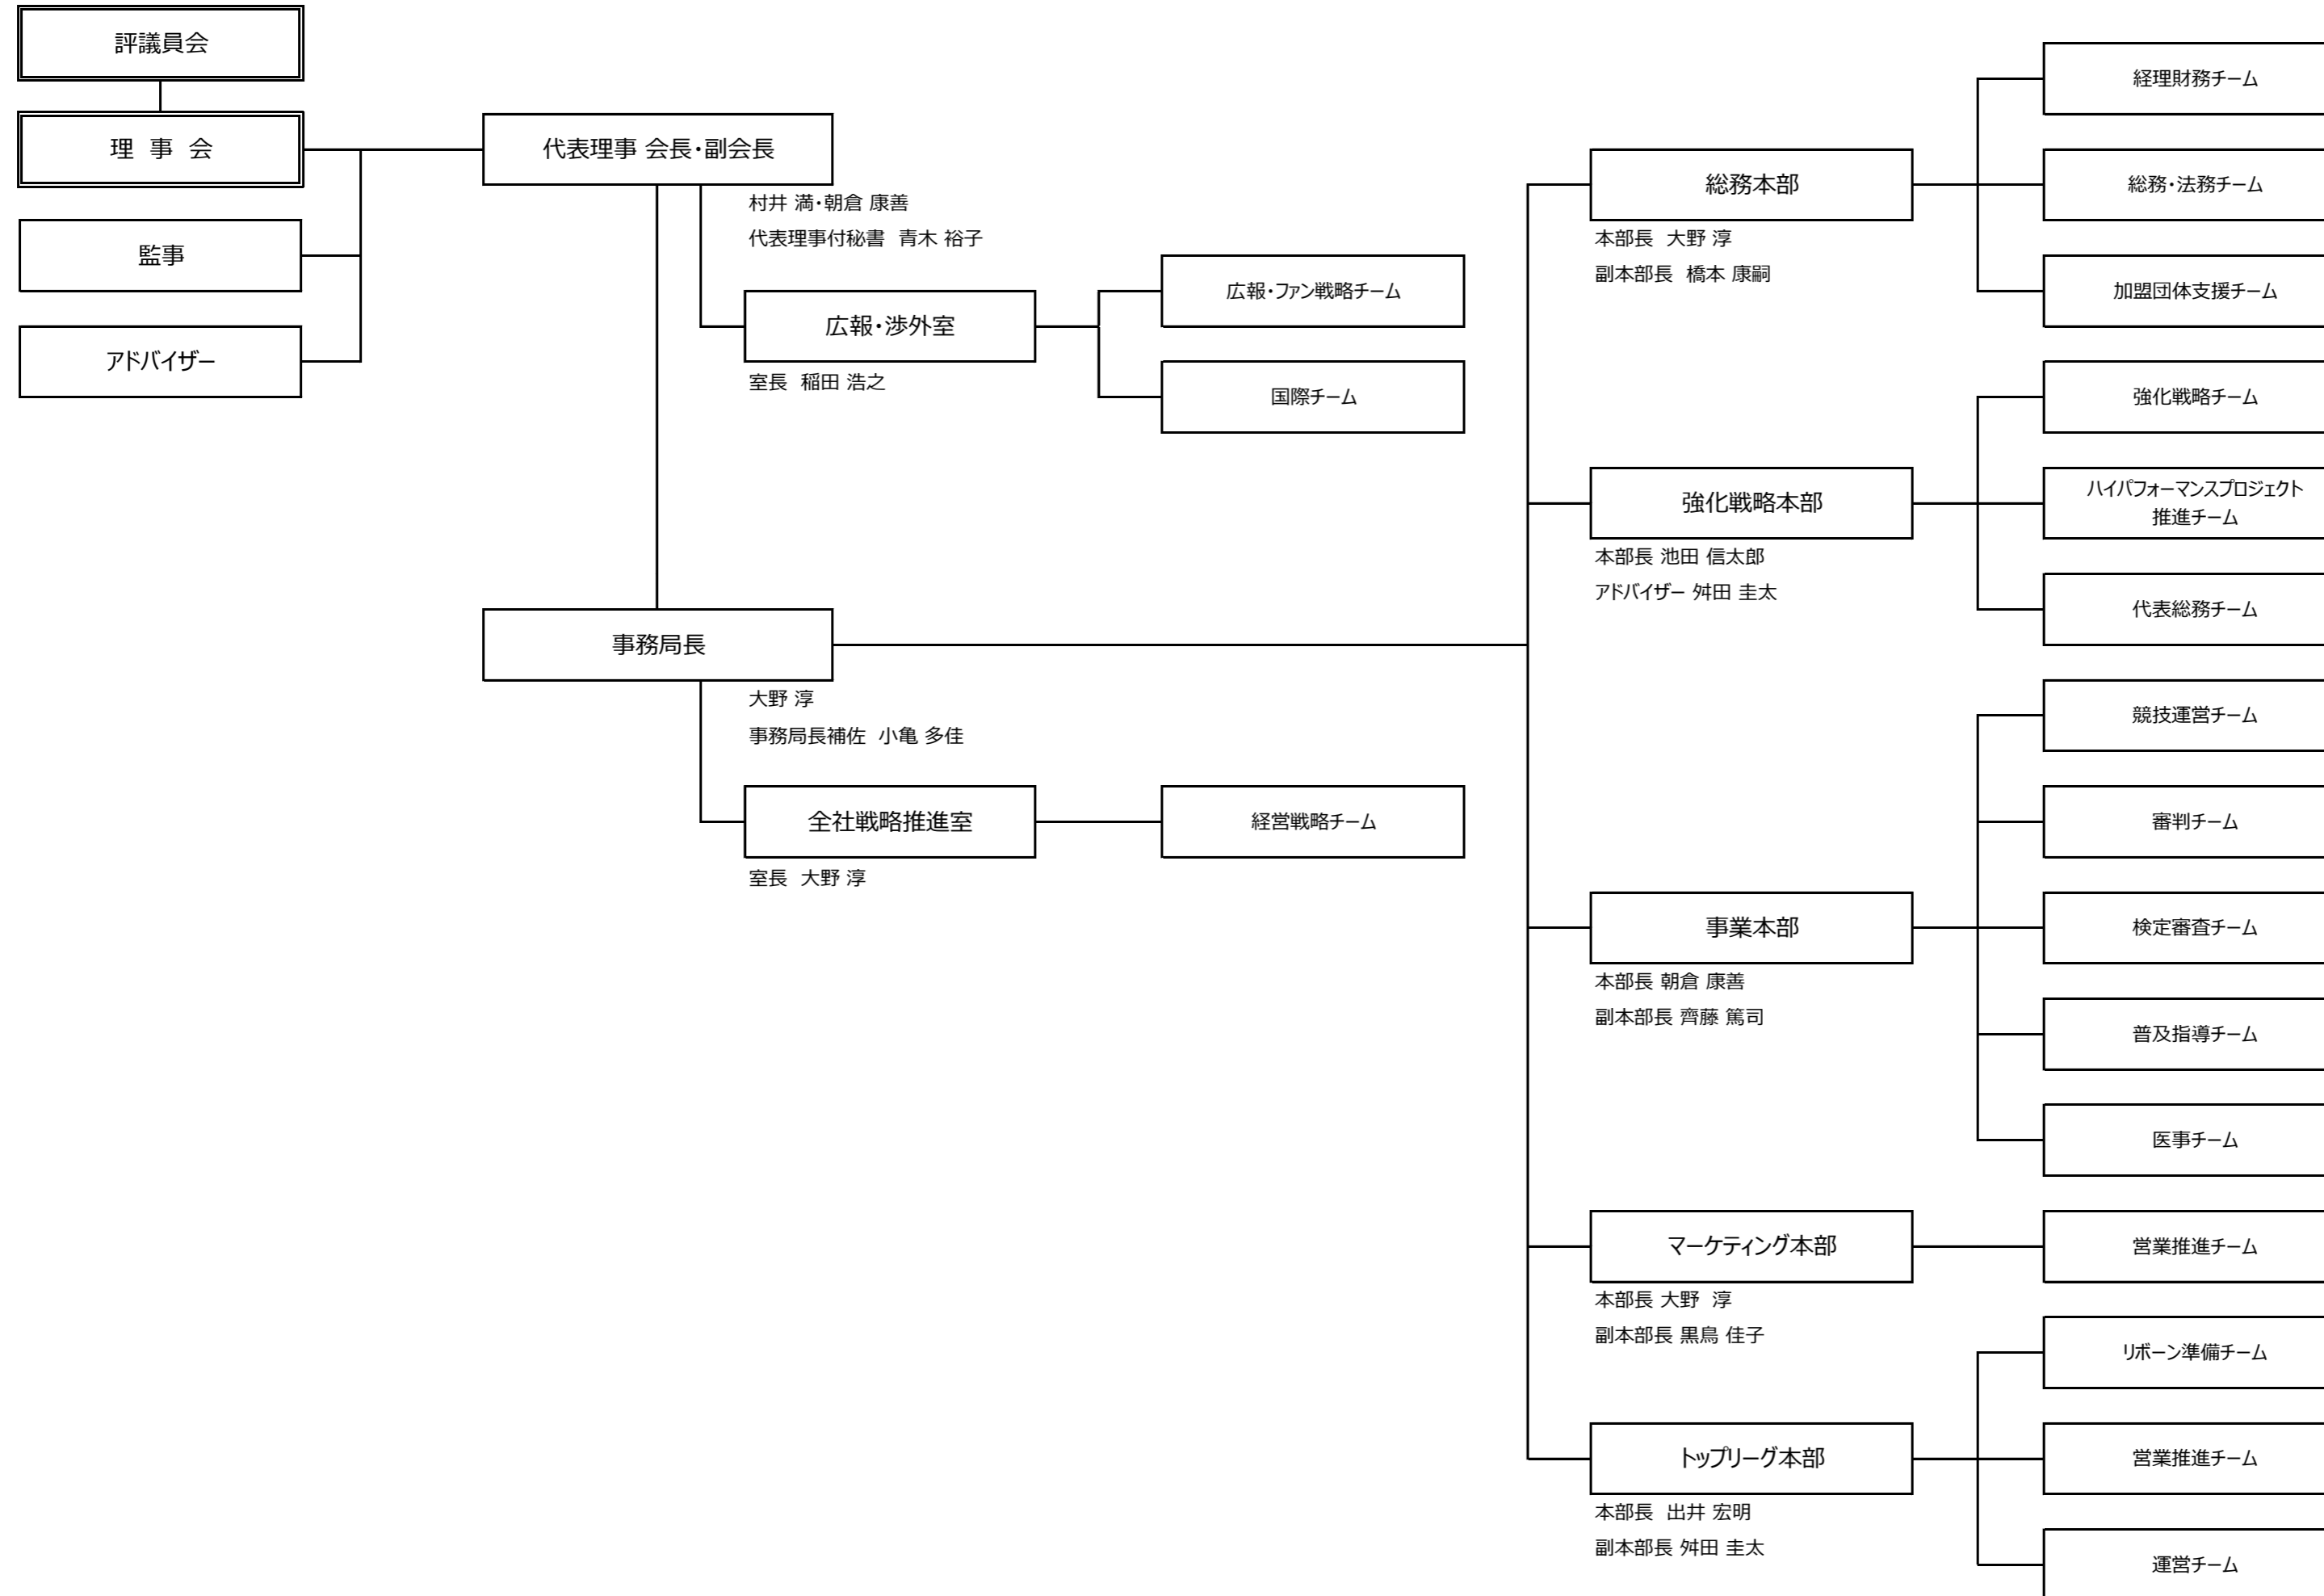 評議員会
理 事 会
監事
アドバイザー
代表理事 会長・副会長
村井 満・朝倉 康善
代表理事付秘書 青木 裕子
広報・渉外室
室長 稲田 浩之
広報・ファン戦略チーム
国際チーム
事務局長
大野 淳
事務局長補佐 小亀 多佳
全社戦略推進室
室長 大野 淳
経営戦略チーム
総務本部
本部長 大野 淳
副本部長 橋本 康嗣
経理財務チーム
総務・法務チーム
加盟団体支援チーム
強化戦略本部
本部長 池田 信太郎
アドバイザー 舛田 圭太
強化戦略チーム
ハイパフォーマンスプロジェクト
推進チーム
代表総務チーム
事業本部
本部長 朝倉 康善
副本部長 齊藤 篤司
競技運営チーム
審判チーム
検定審査チーム
普及指導チーム
医事チーム
マーケティング本部
本部長 大野 淳
副本部長 黒鳥 佳子
営業推進チーム
トップリーグ本部
本部長 出井 宏明
副本部長 舛田 圭太
リボーン準備チーム
営業推進チーム
運営チーム